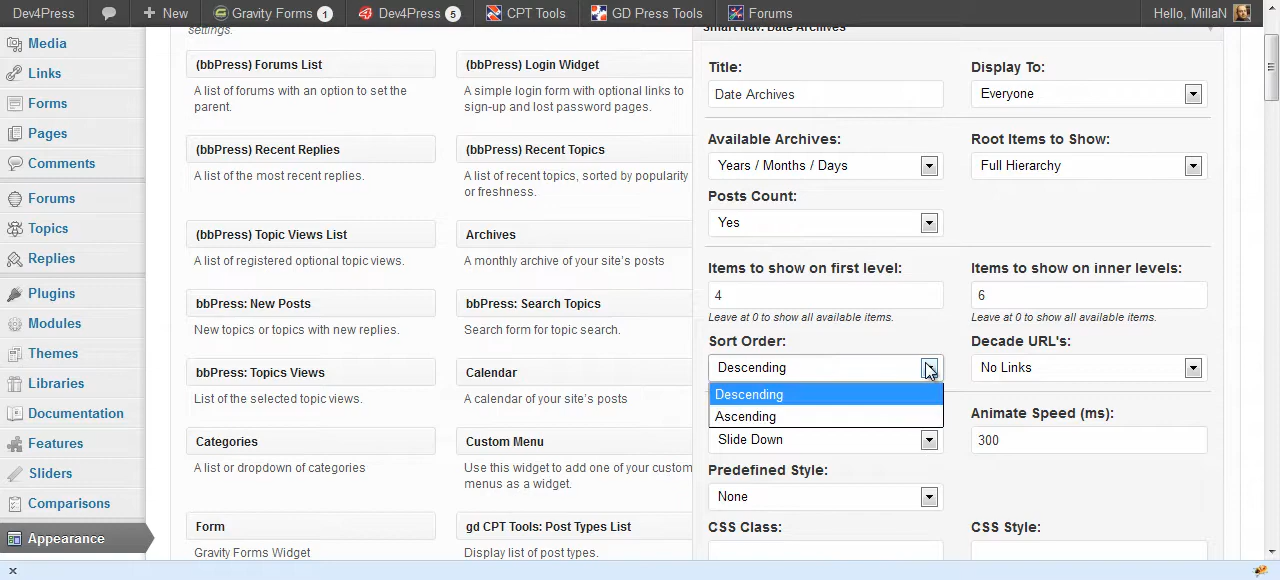 Dev4Press
New
Gravity Forms 1
Dev4Press 5
CPT Tools
GD Press Tools
Forums
Hello, MillaN
Media
Links
Forms
Pages
Comments
Forums
Topics
Replies
Plugins
Modules
Themes
Libraries
Documentation
Features
Sliders
Comparisons
Appearance
settings.
(bbPress) Forums List
A list of forums with an option to set the
parent.
(bbPress) Login Widget
A simple login form with optional links to
sign-up and lost password pages.
(bbPress) Recent Replies
A list of the most recent replies.
(bbPress) Recent Topics
A list of recent topics, sorted by popularity
or freshness.
(bbPress) Topic Views List
A list of registered optional topic views.
Archives
A monthly archive of your site's posts
bbPress: New Posts
New topics or topics with new replies.
bbPress: Search Topics
Search form for topic search.
bbPress: Topics Views
List of the selected topic views.
Calendar
A calendar of your site's posts
Categories
A list or dropdown of categories
Custom Menu
Use this widget to add one of your custom
menus as a widget.
Form
Gravity Forms Widget
gd CPT Tools: Post Types List
Display list of post types.
Smart Nav: Date Archives
Title:
Date Archives
Display To:
Everyone
Available Archives:
Years / Months / Days
Root Items to Show:
Full Hierarchy
Posts Count:
Yes
Items to show on first level:
4
Leave at 0 to show all available items.
Items to show on inner levels:
6
Leave at 0 to show all available items.
Sort Order:
Descending
Descending
Ascending
Decade URL's:
No Links
Slide Down
Animate Speed (ms):
300
Predefined Style:
None
CSS Class:
CSS Style: